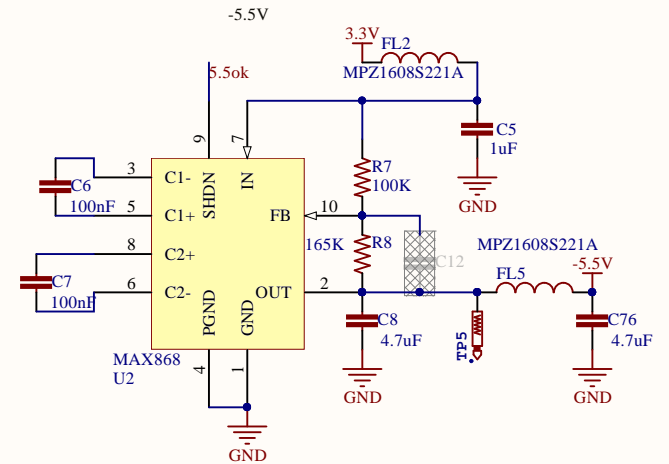 -5.5V
3.3V
FL2
5.5ok
MPZ1608S221A
9
7
C5
1uF
3
C1-
SHDN
IN
R7
100K
C6
100nF
5
C1+
FB
10
GND
8
C2+
165K
R8
C12
MPZ1608S221A
-5.5V
C7
100nF
6
C2-
OUT
2
FL5
PGND
GND
C8
4.7uF
TP5
C76
4.7uF
MAX868
U2
4
1
GND
GND
GND